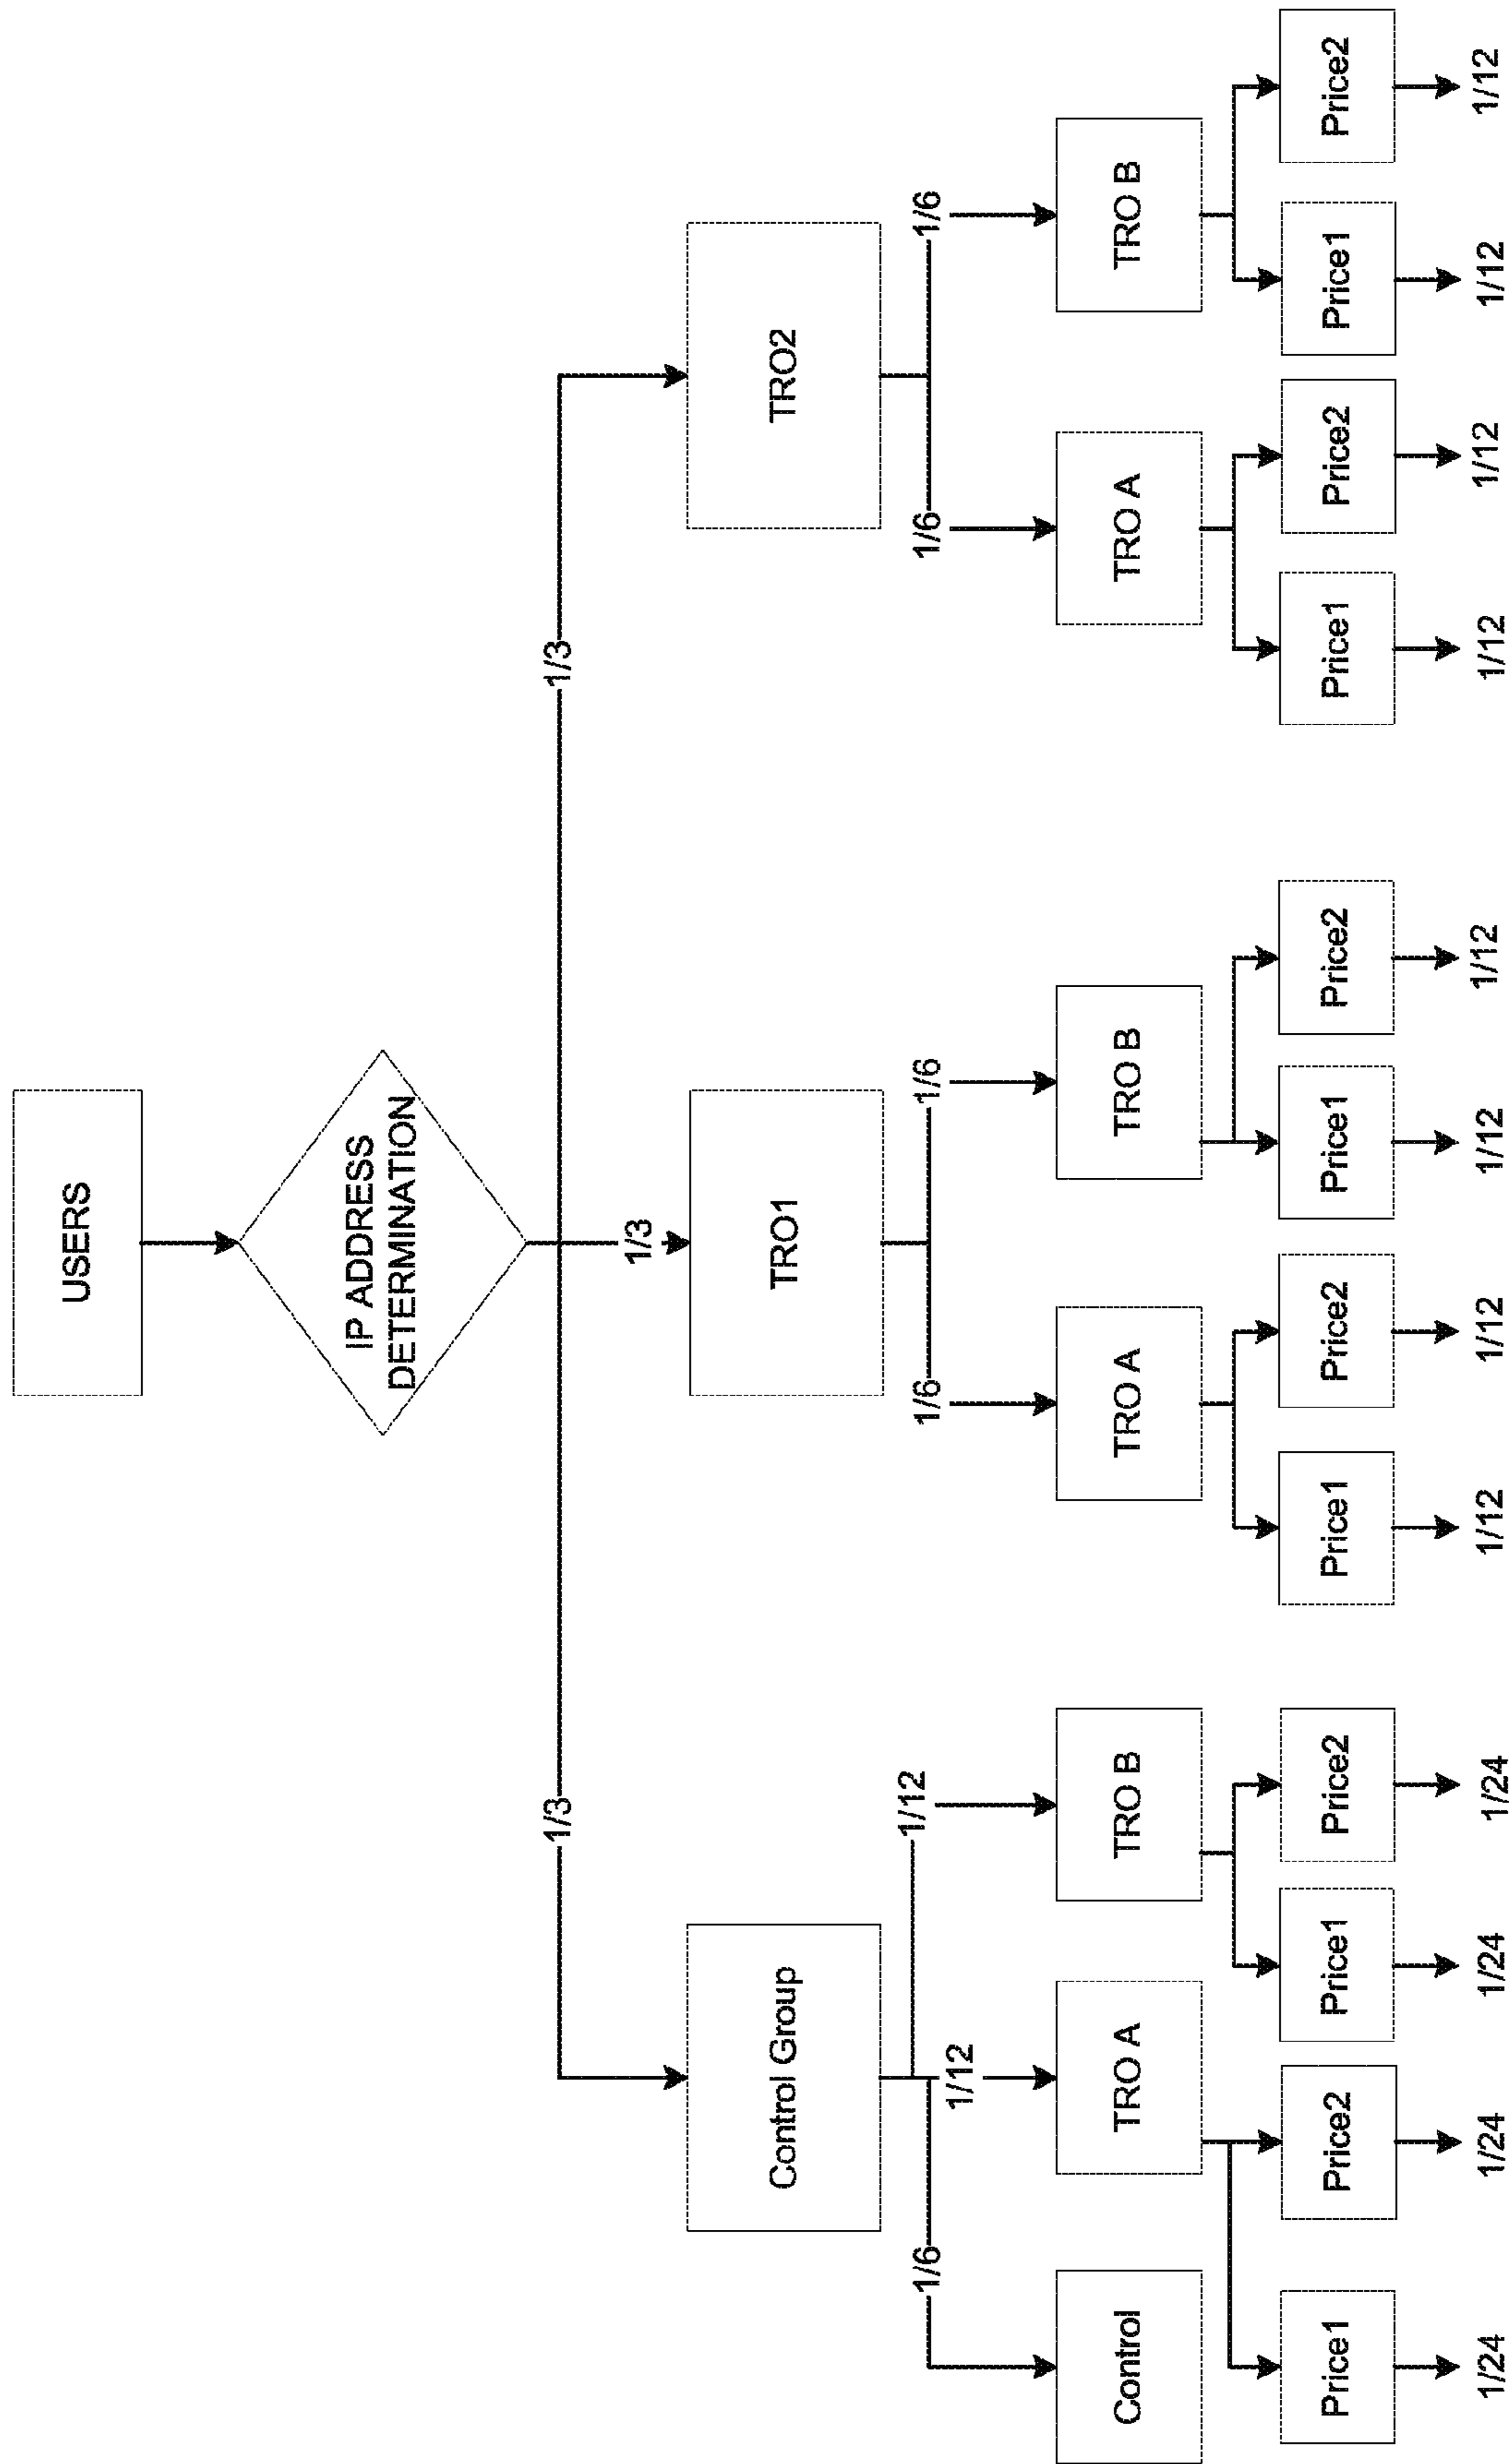 USERS
IP ADDRESS
DETERMINATION
1/3
1/3
1/3
Control Group
TRO1
TRO2
1/6
1/12
1/12
1/6
1/6
1/6
1/6
Control
TRO A
TRO B
TRO A
TRO B
TRO A
TRO B
Price1
Price2
Price1
Price2
Price1
Price2
Price1
Price2
Price1
Price2
Price1
Price2
1/24
1/24
1/24
1/24
1/12
1/12
1/12
1/12
1/12
1/12
1/12
1/12